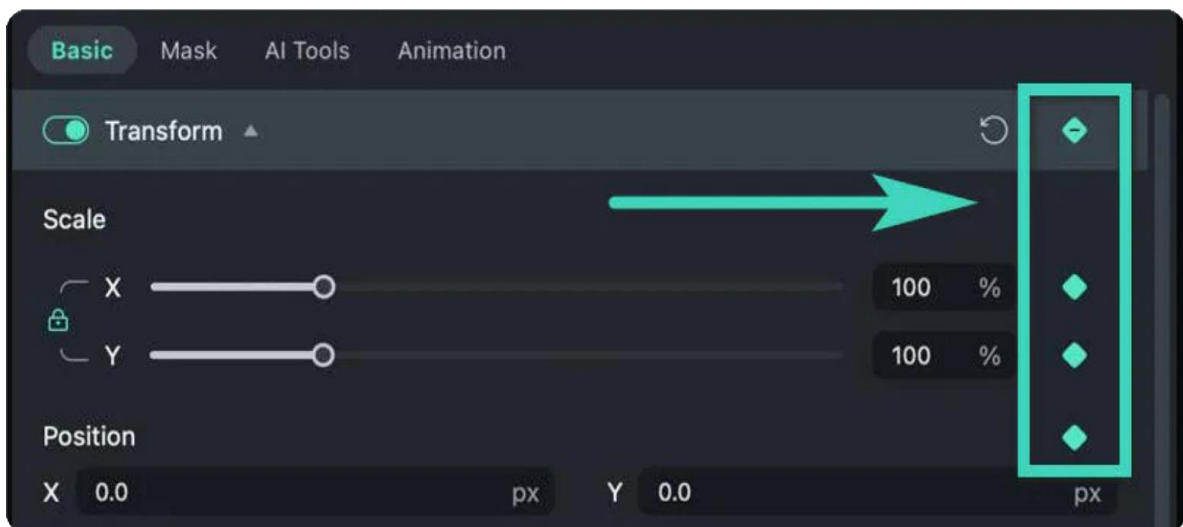 Basic Mask AI Tools Animation
Transform
Scale
X 100 %
Y 100 %
Position
X 0.0 px Y 0.0 px